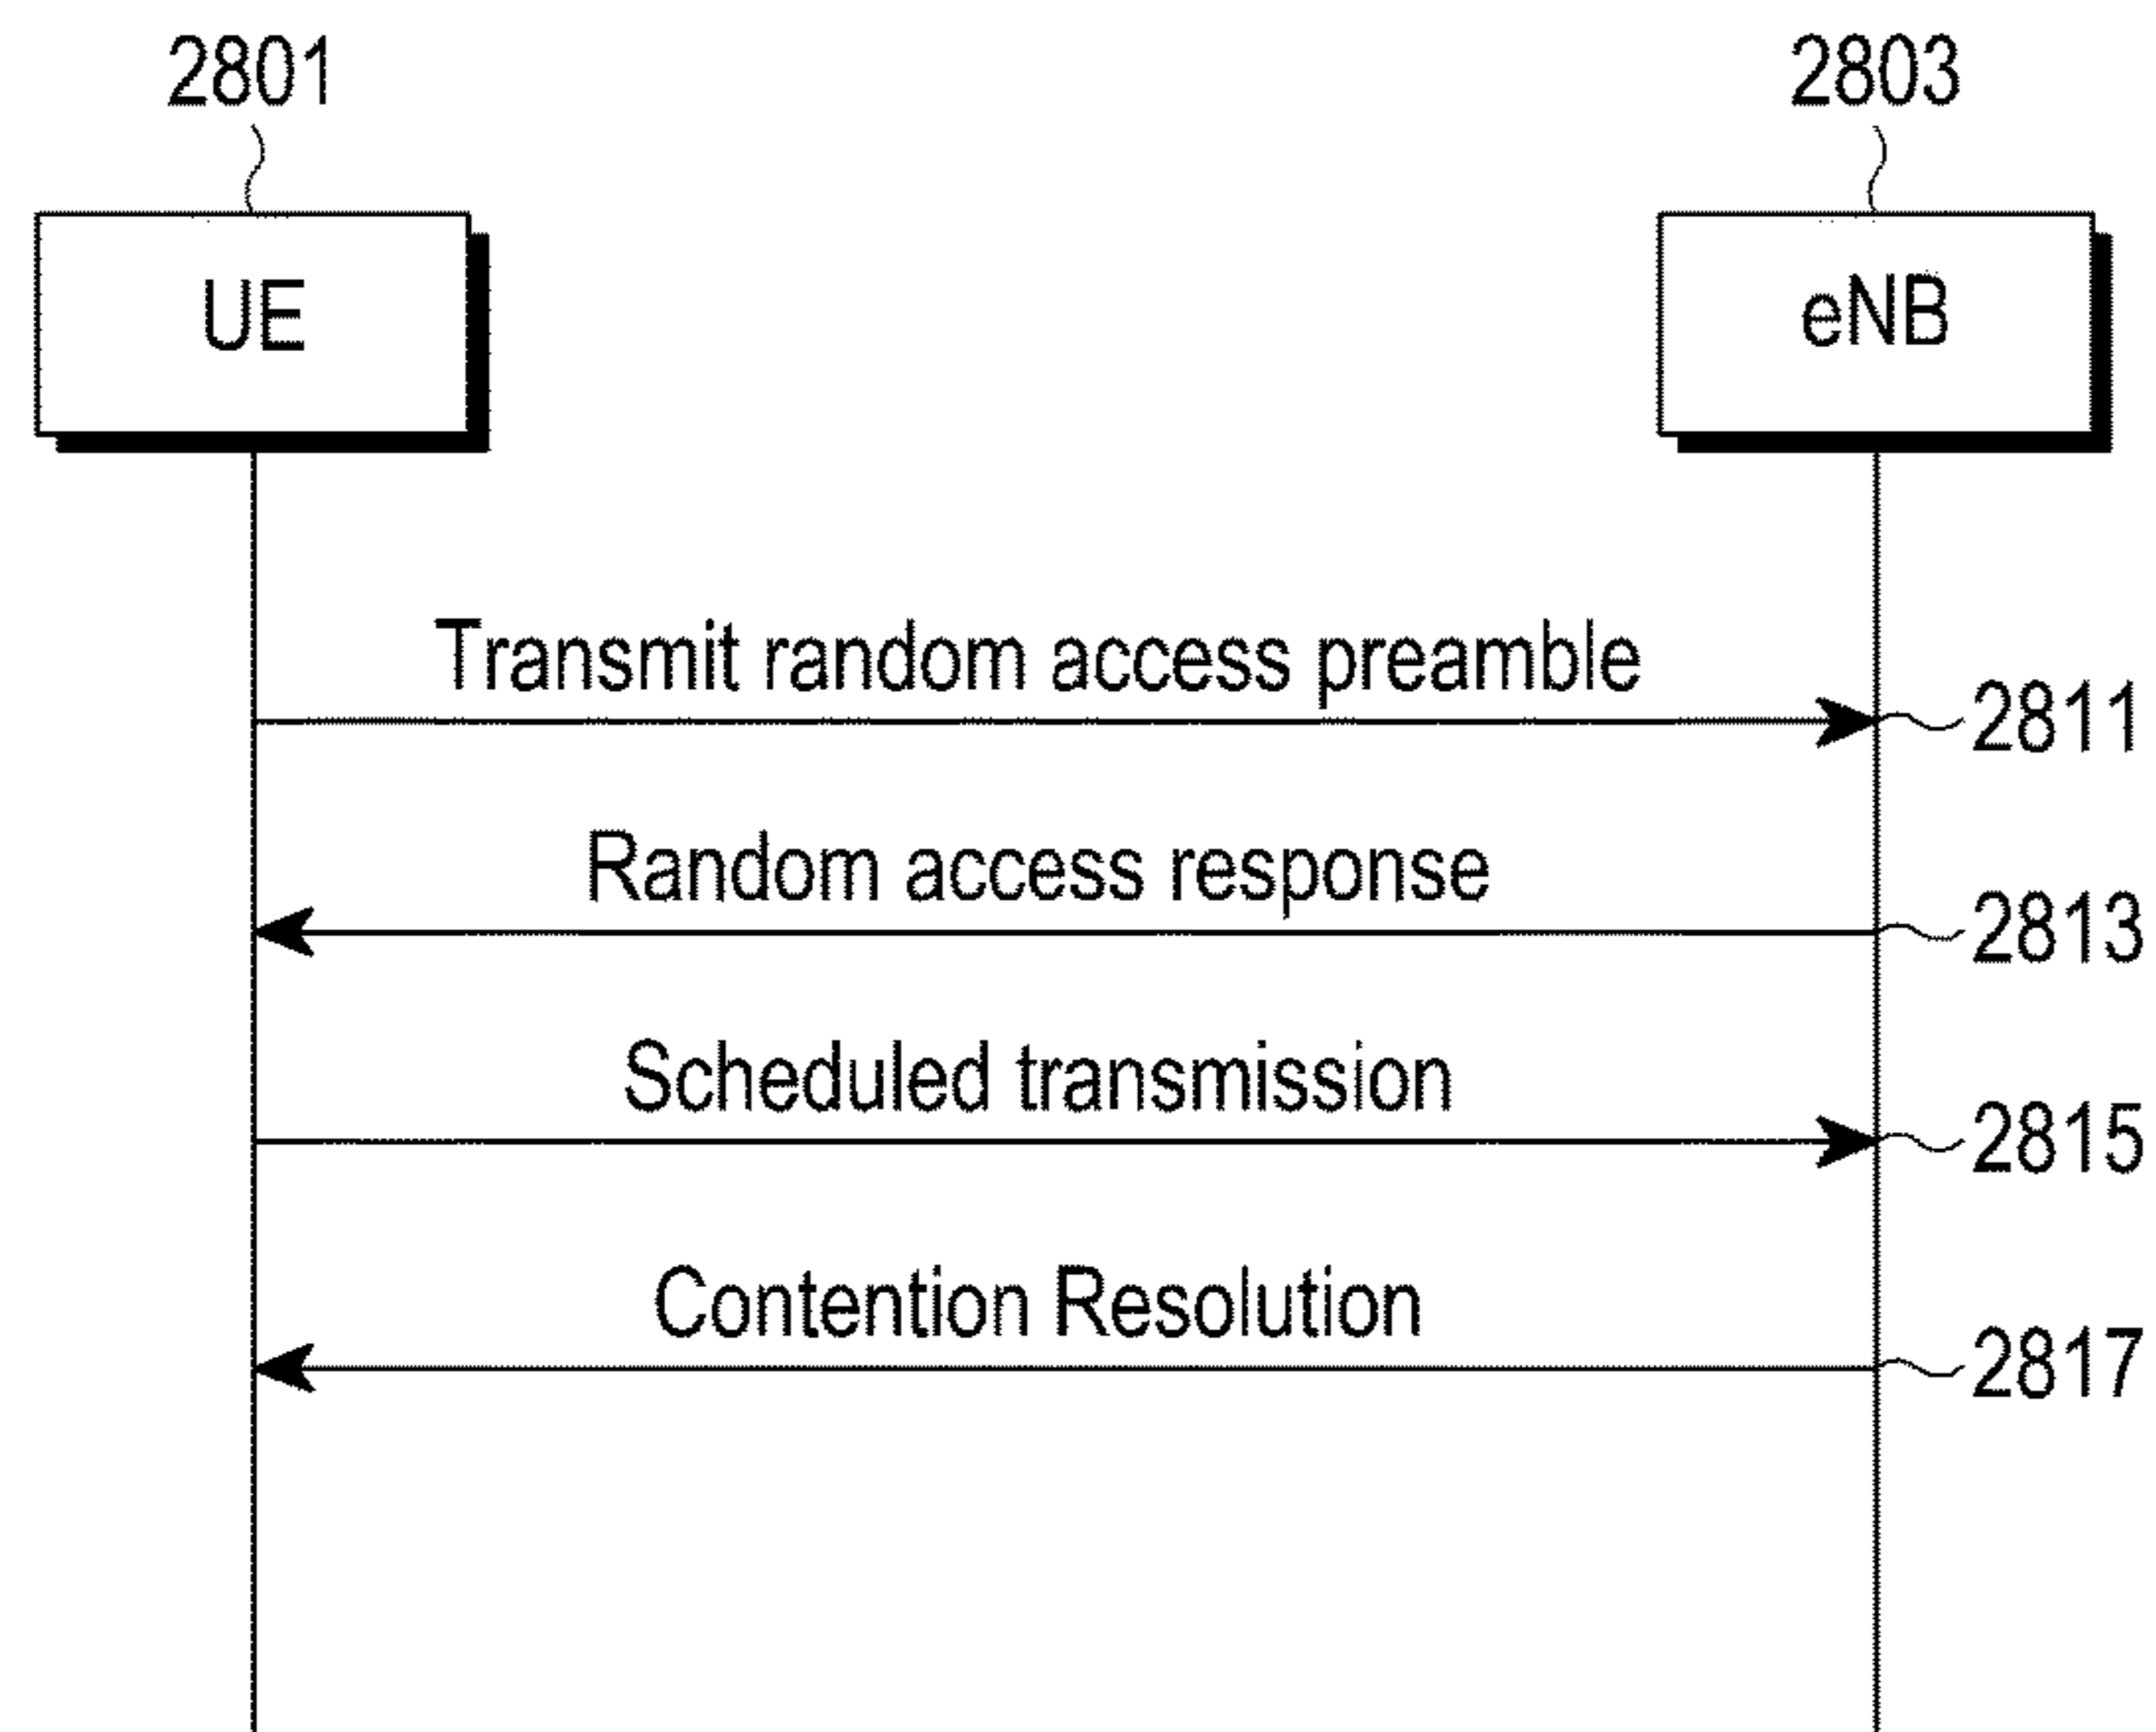 2801
2803
UE
eNB
Transmit random access preamble
2811
Random access response
2813
Scheduled transmission
2815
Contention Resolution
2817